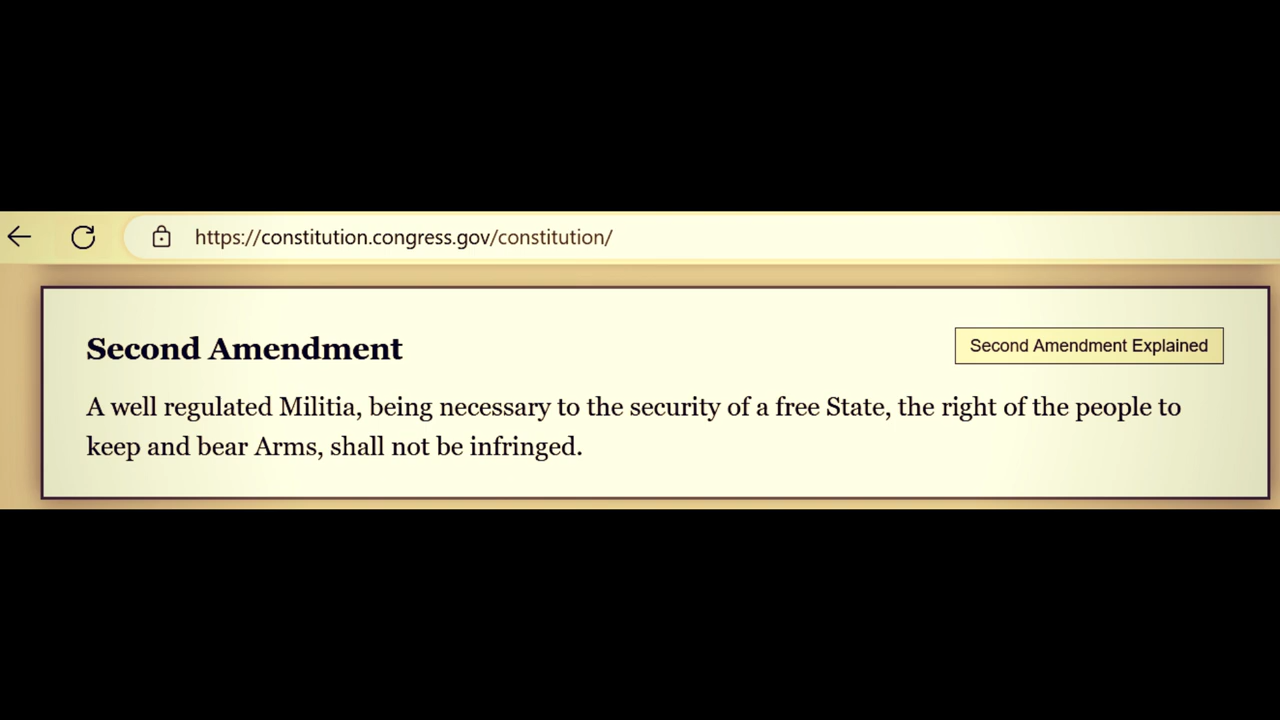 https://constitution.congress.gov/constitution/
Second Amendment
Second Amendment Explained
A well regulated Militia, being necessary to the security of a free State, the right of the people to
keep and bear Arms, shall not be infringed.